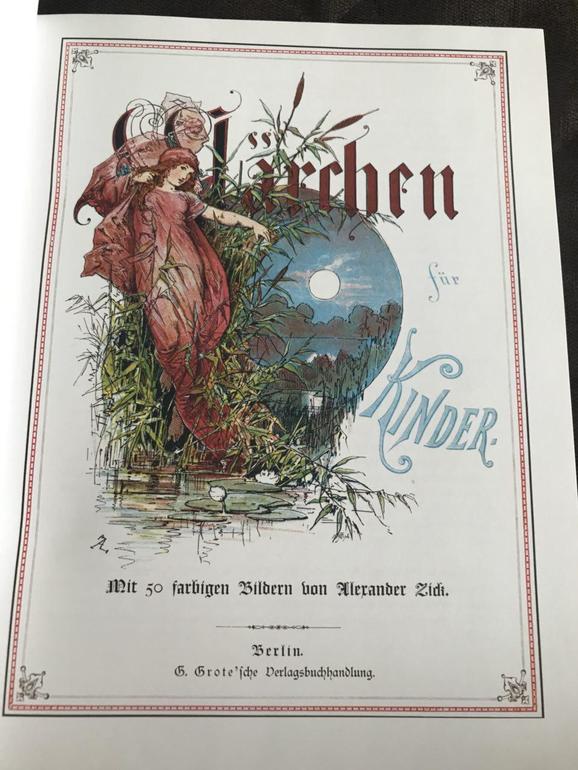 Märchen
für
KINDER.
Mit 50 farbigen Bildern von Alexander Zick.
Berlin.
G. Grote'sche Verlagsbuchhandlung.